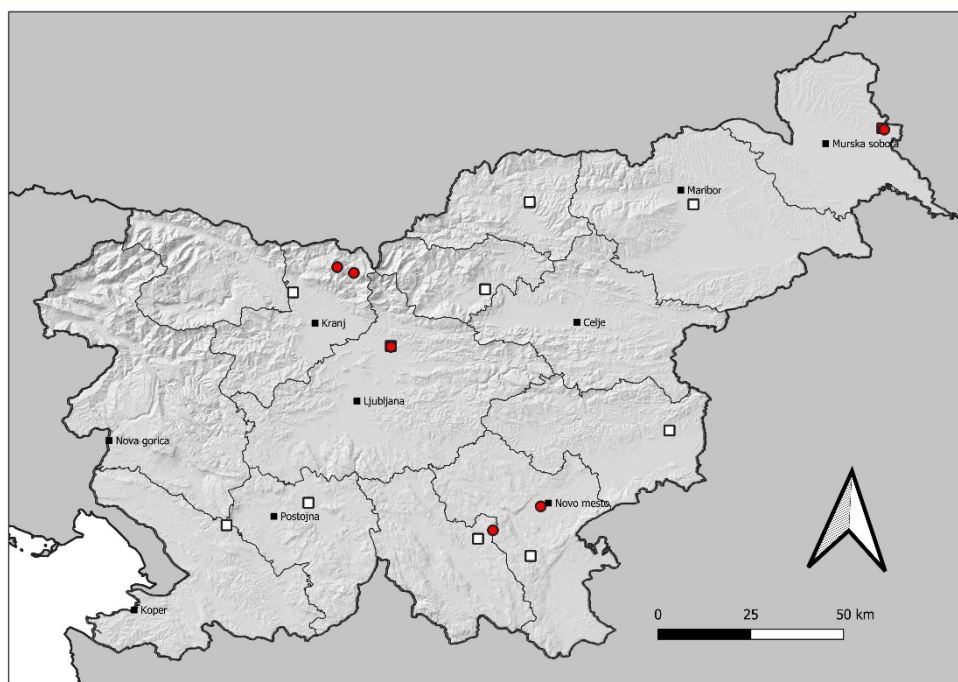 Murska sobota
Maribor
Kranj
Celje
Ljubljana
Nova gorica
Novo mesto
Postojna
Koper
0 25 50 km